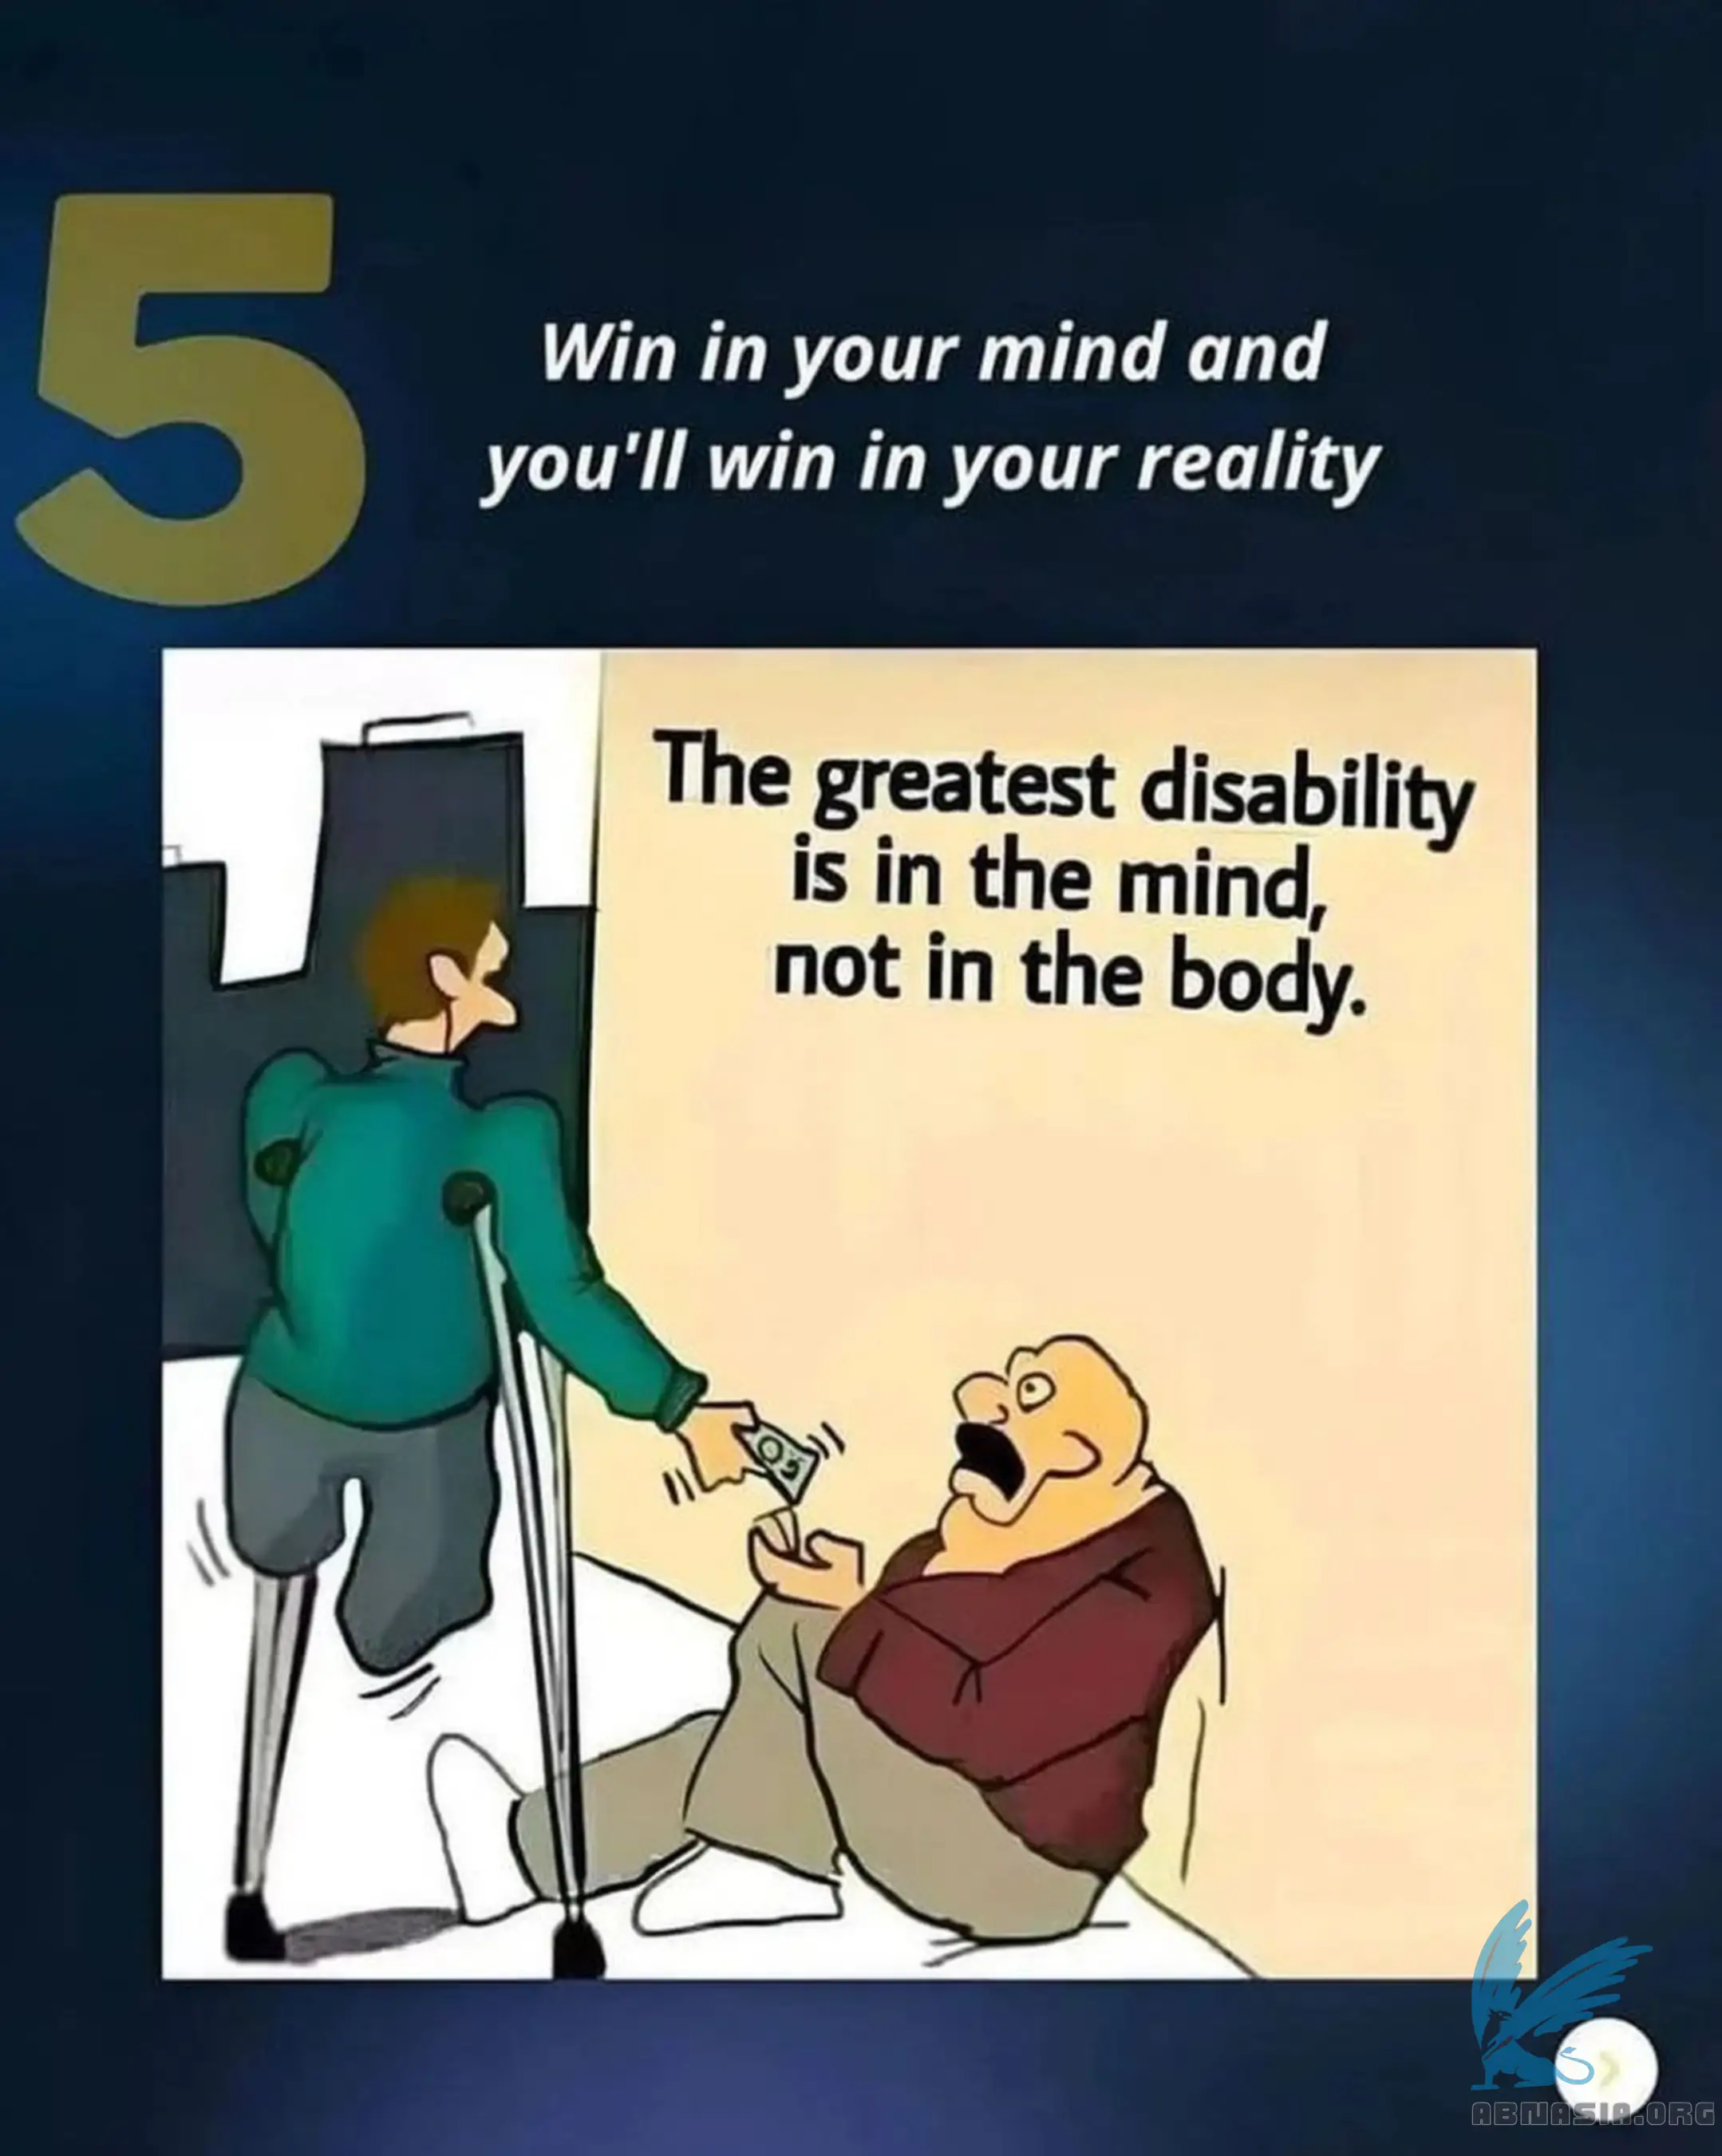 5
Win in your mind and
you'll win in your reality
The greatest disability
is in the mind,
not in the body.
ABNASIA.ORG